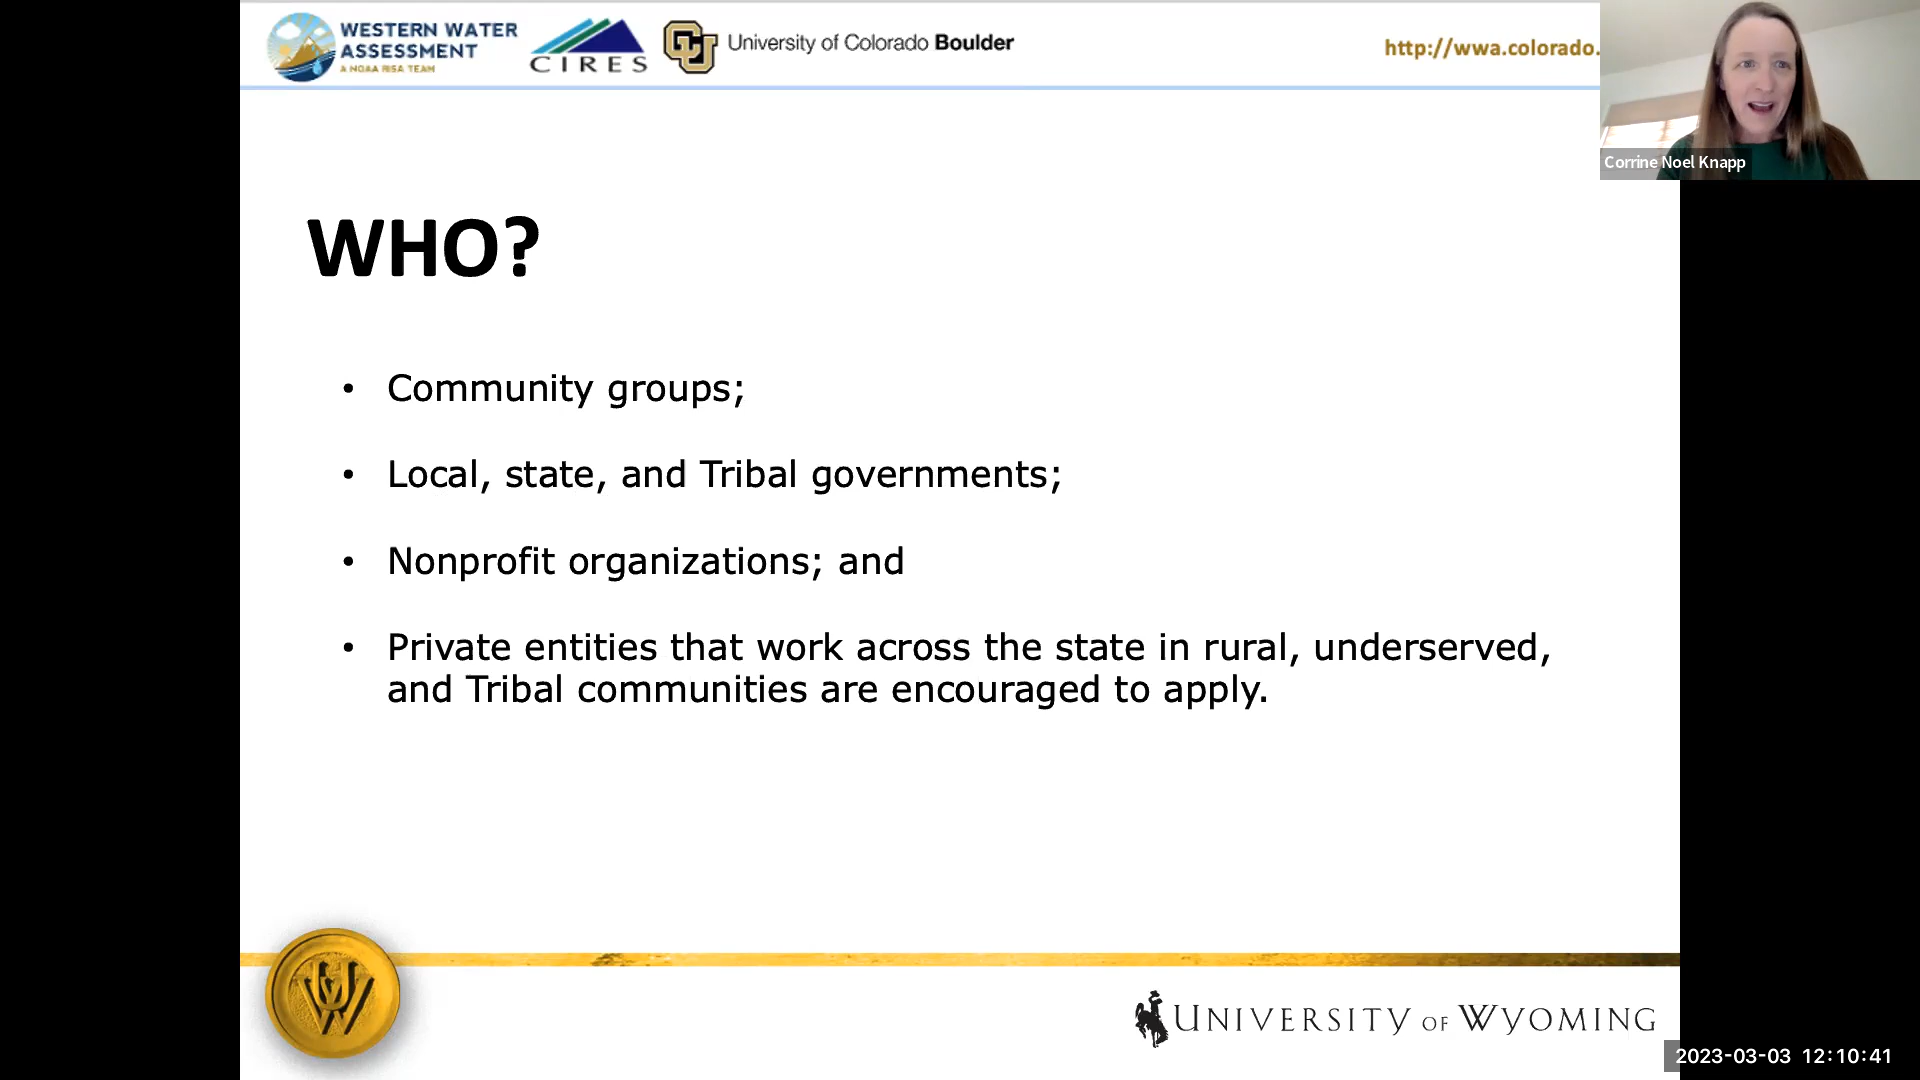 WESTERN WATER
ASSESSMENT
A NOAA RISA TEAM
CIRES
University of Colorado Boulder
http://wwa.colorado.
Corrine Noel Knapp
WHO?
• Community groups;
• Local, state, and Tribal governments;
• Nonprofit organizations; and
• Private entities that work across the state in rural, underserved,
and Tribal communities are encouraged to apply.
UNIVERSITY OF WYOMING
2023-03-03 12:10:41